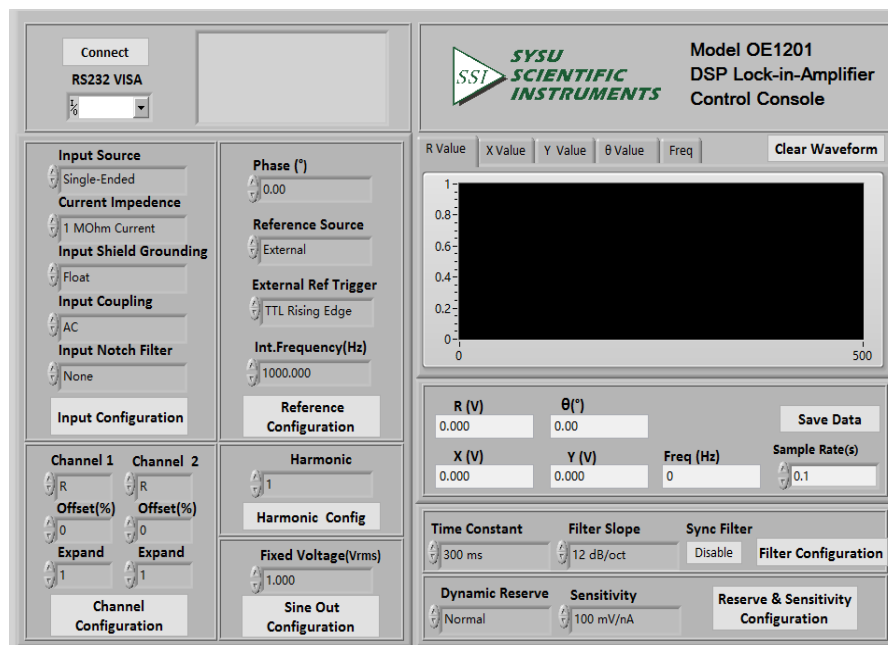 Connect
RS232 VISA
I/O
SSI
SYSU
SCIENTIFIC
INSTRUMENTS
Model OE1201
DSP Lock-in-Amplifier
Control Console
Input Source
Single-Ended
Current Impedence
1 MOhm Current
Input Shield Grounding
Float
Input Coupling
AC
Input Notch Filter
None
Input Configuration
Phase (°)
0.00
Reference Source
External
External Ref Trigger
TTL Rising Edge
Int.Frequency(Hz)
1000.000
Reference
Configuration
R Value X Value Y Value θ Value Freq
Clear Waveform
1
0.8
0.6
0.4
0.2
0
0 500
R (V) θ(°)
0.000 0.00
Save Data
X (V) Y (V) Freq (Hz) Sample Rate(s)
0.000 0.000 0 0.1
Channel 1 Channel 2
R R
Offset(%) Offset(%)
0 0
Expand Expand
1 1
Channel
Configuration
Harmonic
1
Harmonic Config
Fixed Voltage(Vrms)
1.000
Sine Out
Configuration
Time Constant Filter Slope Sync Filter
300 ms 12 dB/oct Disable Filter Configuration
Dynamic Reserve Sensitivity
Normal 100 mV/nA
Reserve & Sensitivity
Configuration